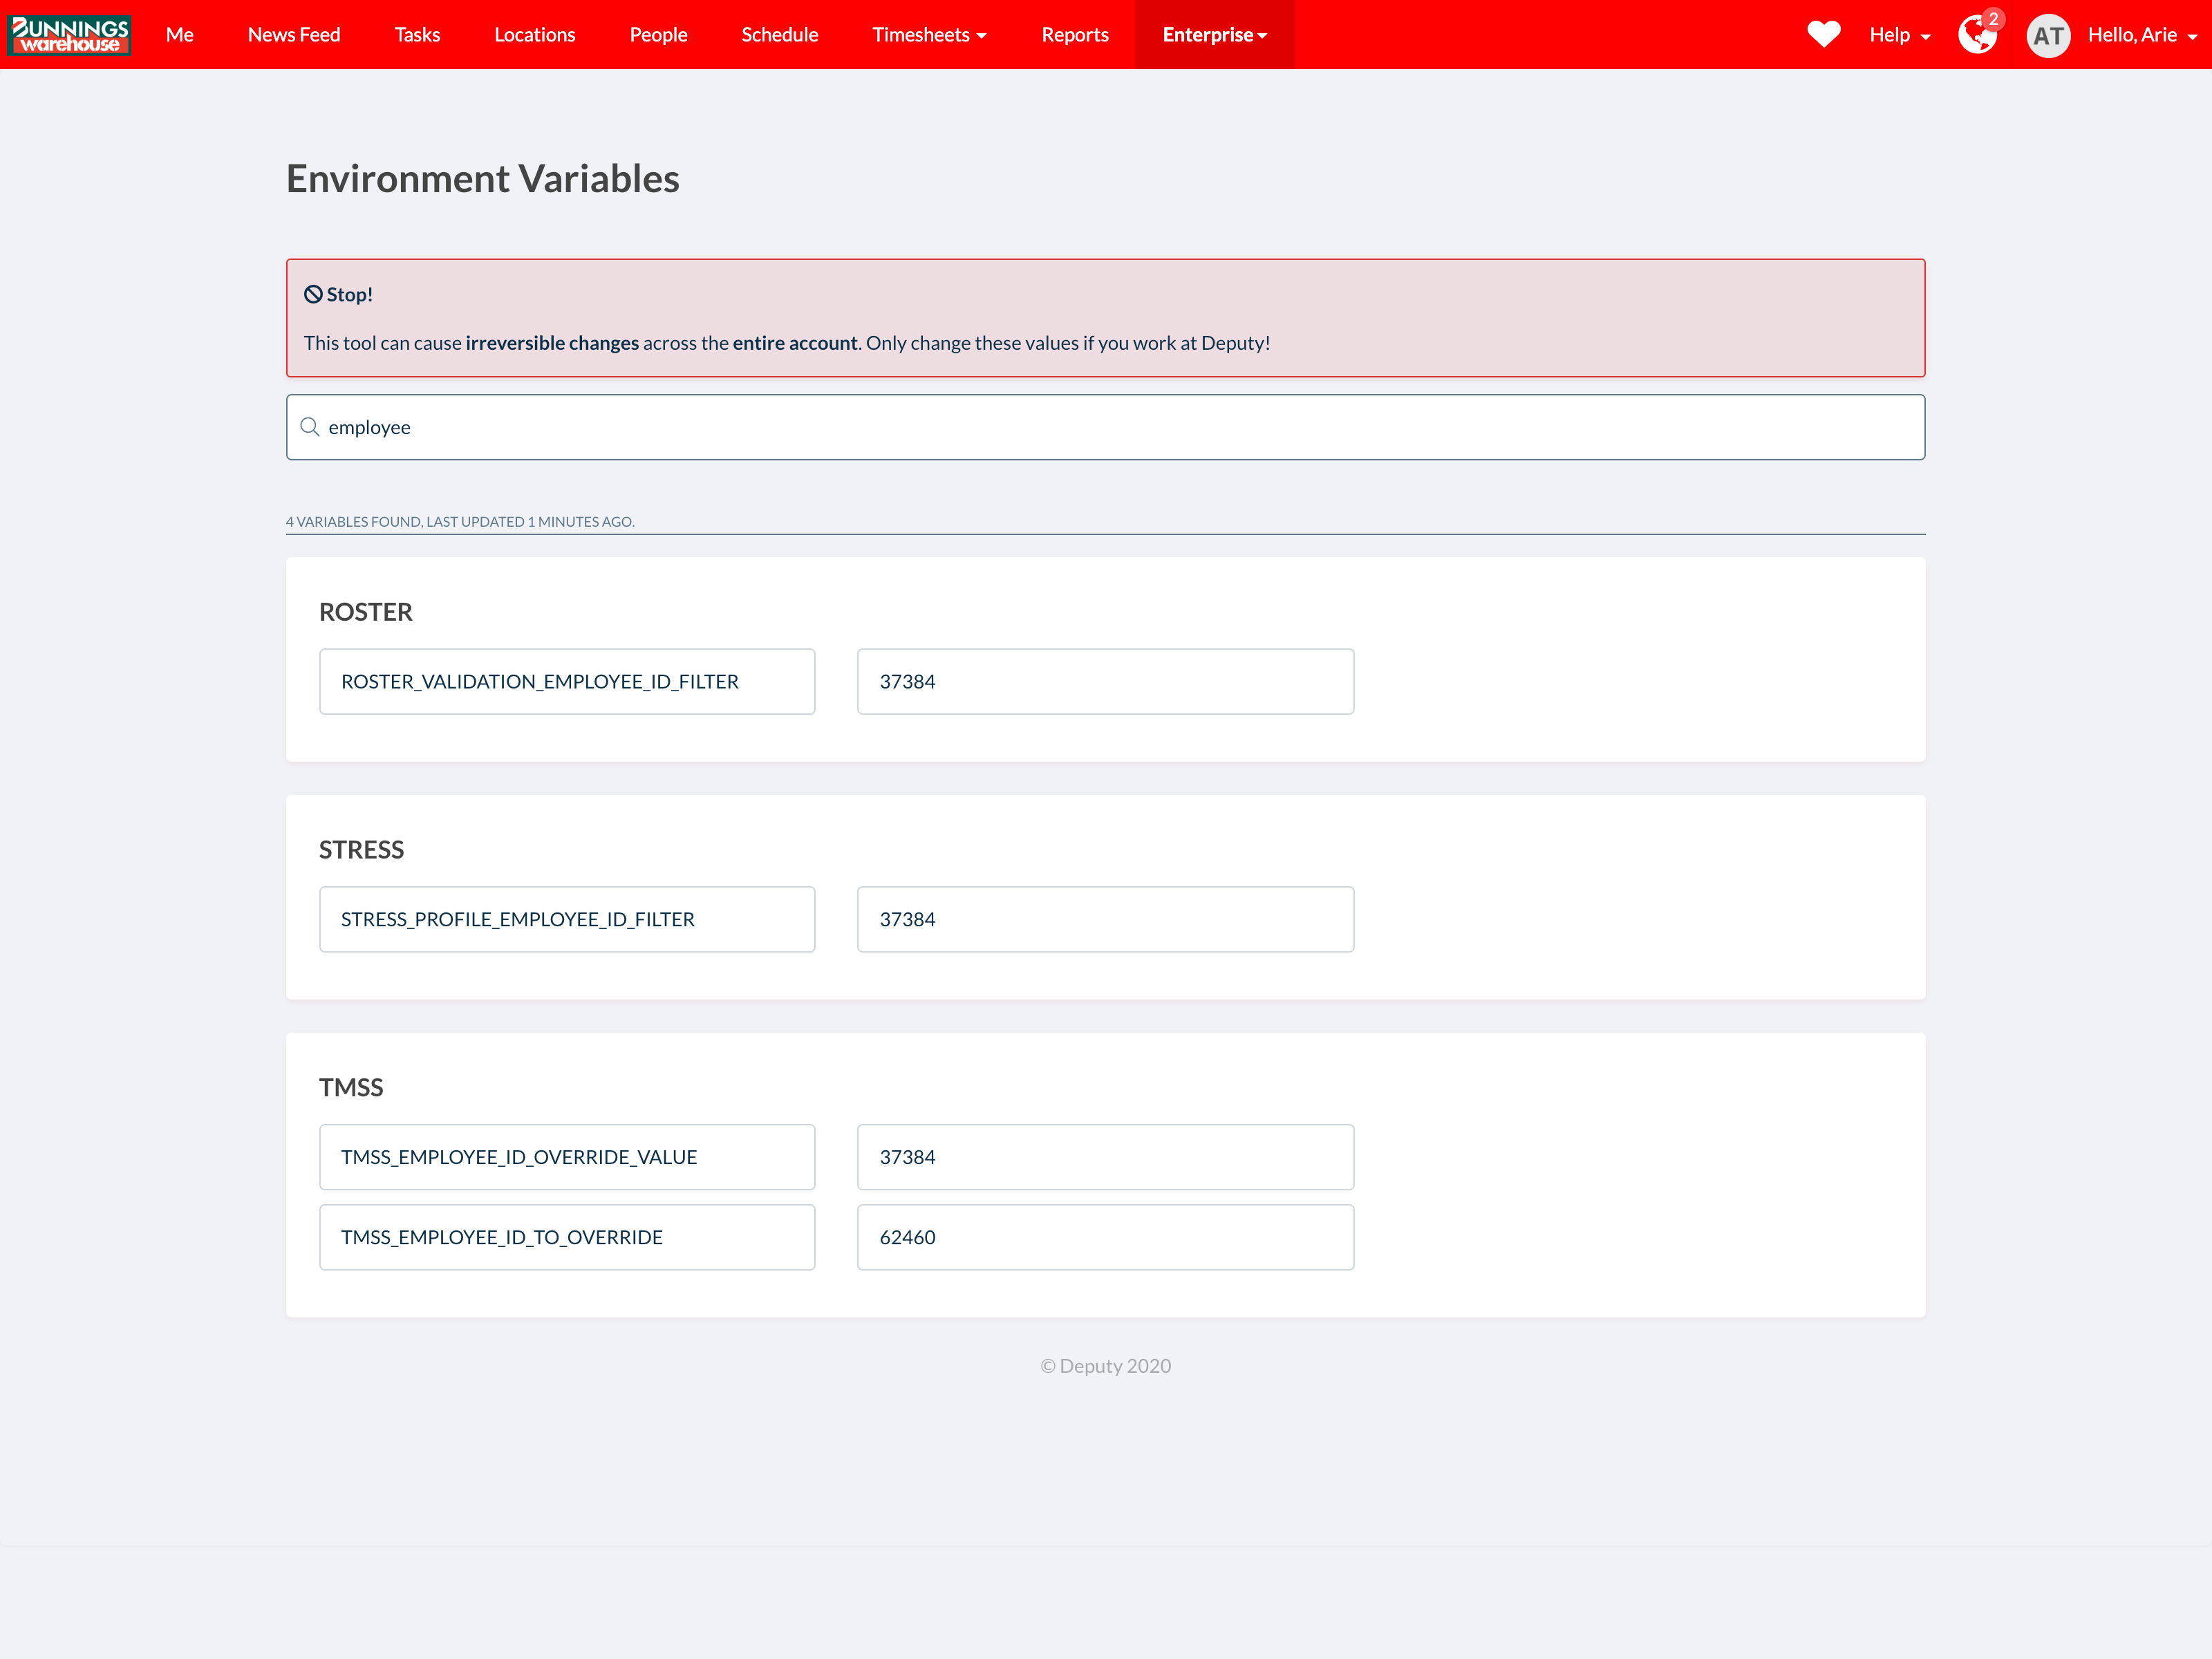 BUNNINGS
warehouse
Me News Feed Tasks Locations People Schedule Timesheets Reports Enterprise Help 2 AT Hello, Arie
Environment Variables
Stop!
This tool can cause irreversible changes across the entire account. Only change these values if you work at Deputy!
employee
4 VARIABLES FOUND, LAST UPDATED 1 MINUTES AGO.
ROSTER
ROSTER_VALIDATION_EMPLOYEE_ID_FILTER 37384
STRESS
STRESS_PROFILE_EMPLOYEE_ID_FILTER 37384
TMSS
TMSS_EMPLOYEE_ID_OVERRIDE_VALUE 37384
TMSS_EMPLOYEE_ID_TO_OVERRIDE 62460
© Deputy 2020